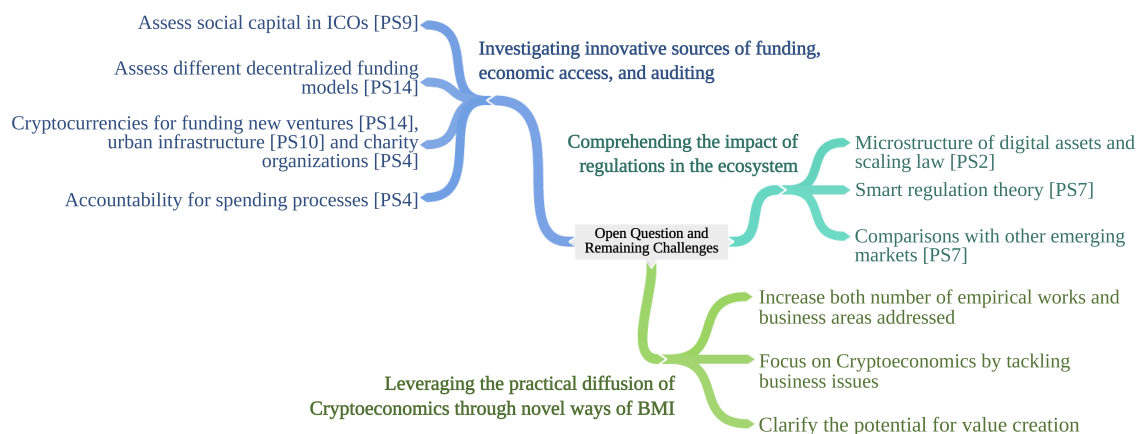 Assess social capital in ICOs [PS9]
Assess different decentralized funding
models [PS14]
Cryptocurrencies for funding new ventures [PS14],
urban infrastructure [PS10] and charity
organizations [PS4]
Accountability for spending processes [PS4]
Investigating innovative sources of funding,
economic access, and auditing
Comprehending the impact of
regulations in the ecosystem
Microstructure of digital assets and
scaling law [PS2]
Smart regulation theory [PS7]
Comparisons with other emerging
markets [PS7]
Open Question and
Remaining Challenges
Increase both number of empirical works and
business areas addressed
Focus on Cryptoeconomics by tackling
business issues
Clarify the potential for value creation
Leveraging the practical diffusion of
Cryptoeconomics through novel ways of BMI